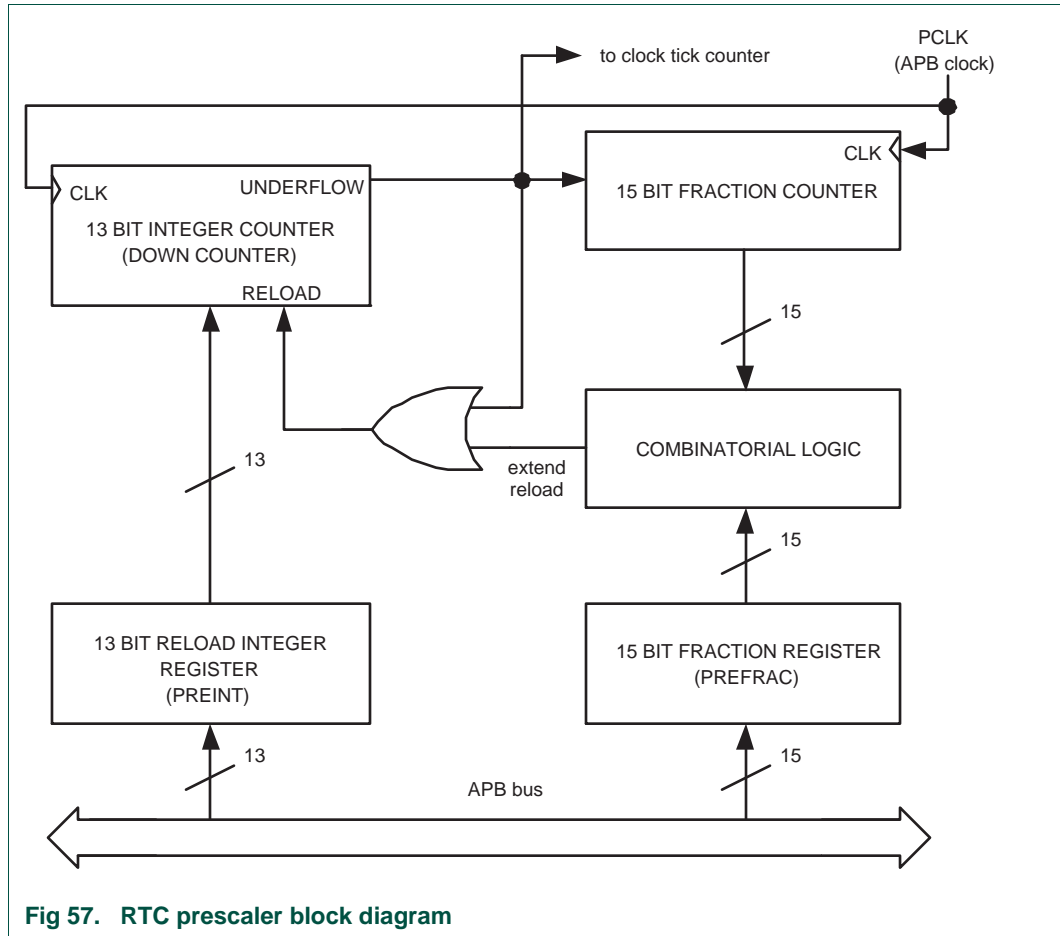 to clock tick counter
PCLK
(APB clock)
CLK
UNDERFLOW
13 BIT INTEGER COUNTER
(DOWN COUNTER)
RELOAD
CLK
15 BIT FRACTION COUNTER
15
COMBINATORIAL LOGIC
extend
reload
13
15
13 BIT RELOAD INTEGER
REGISTER
(PREINT)
15 BIT FRACTION REGISTER
(PREFRAC)
13
15
APB bus
Fig 57. RTC prescaler block diagram